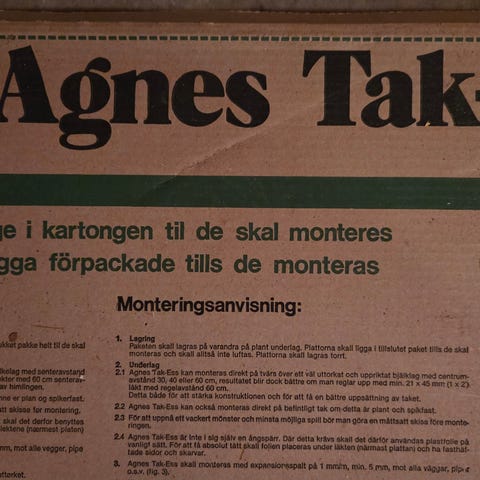 Agnes Tak-
ge i kartongen til de skal monteres
gga förpackade tills de monteras
Monteringsanvisning:
1. Lagring
Paketen skall lagras på varandra på plant underlag. Plattorna skall ligga i tillslutet paket tills de skal
monteras och skall alltså inte luftas. Plattorna skall lagras torrt.
2. Underlag
2.1 Agnes Tak-Ess kan monteras direkt på tvärs över ett väl uttorkat och uppriktat bjälklag med centrum-
avstånd 30, 40 eller 60 cm, resultatet blir dock bättre om man reglar upp med min. 21 x 45 mm (1 x 2")
läkt med regelavstånd 60 cm.
Detta både för att stärka konstruktionen och för att få en bättre uppsättning av taket.
2.2 Agnes Tak-Ess kan också monteras direkt på befintligt tak om detta är plant och spikfast.
2.3 För att uppnå ett vackert mönster och minsta möjliga spill bör man göra en måttsatt skiss före monte-
ringen.
2.4 Agnes Tak-Ess är inte i sig själv en ångspärr. Där detta krävs skall det därför användas plastfolie på
vanligt sätt. För att få absolut tätt skall folien placeras under läkten (närmast plattan) och ha fasthäf-
tade sidor och skarvar.
3. Agnes Tak-Ess skall monteras med expansionsspalt på 1 mm/m, min. 5 mm, mot alla väggar, pipe
o.s.v. (fig. 3).
ukket pakke helt til de skal
elkelag med senteravstand
ekter med 60 cm senterav-
av himlingen.
enne er plan og spikerfast.
tt skisse før montering,
skal det derfor benyttes
lektene (nærmest platen)
m, mot alle vegger, pipe
tterket.